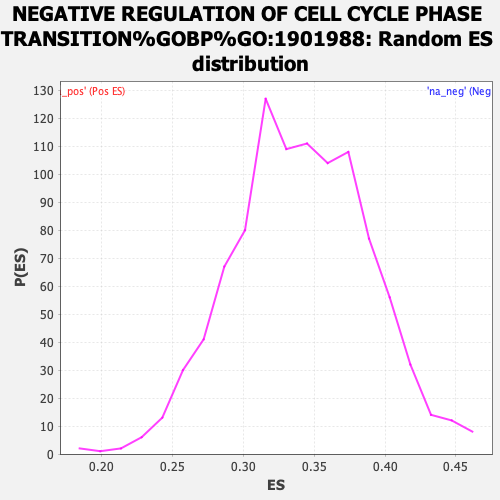 NEGATIVE REGULATION OF CELL CYCLE PHASE
TRANSITION%GOBP%GO:1901988: Random ES
distribution
_pos' (Pos ES)
'na_neg' (Neg
130
120
110
100
90
80
70
60
50
40
30
20
10
0
P(ES)
0.20
0.25
0.30
0.35
0.40
0.45
ES